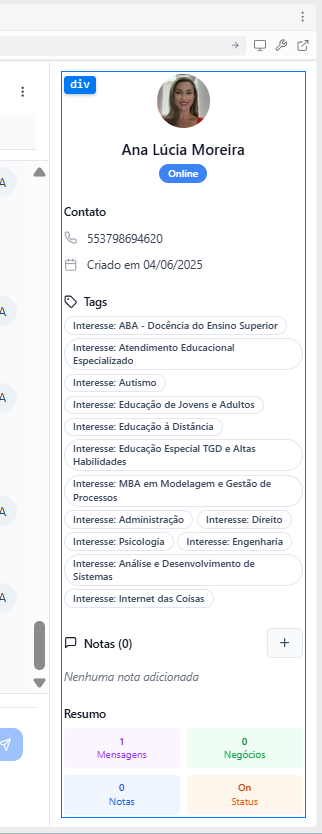 div
Ana Lúcia Moreira
Online
Contato
553798694620
Criado em 04/06/2025
Tags
Interesse: ABA - Docência do Ensino Superior
Interesse: Atendimento Educacional
Especializado
Interesse: Autismo
Interesse: Educação de Jovens e Adultos
Interesse: Educação à Distância
Interesse: Educação Especial TGD e Altas
Habilidades
Interesse: MBA em Modelagem e Gestão de
Processos
Interesse: Administração Interesse: Direito
Interesse: Psicologia Interesse: Engenharia
Interesse: Análise e Desenvolvimento de
Sistemas
Interesse: Internet das Coisas
Notas (0)
Nenhuma nota adicionada
Resumo
1 0
Mensagens Negócios
0 On
Notas Status
A
A
A
A
A